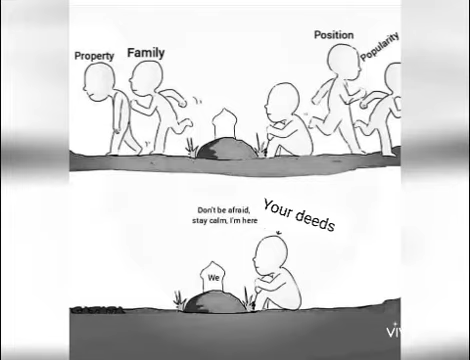 Property
Family
Position
Popularity
Don't be afraid,
stay calm, I'm here
Your deeds
We